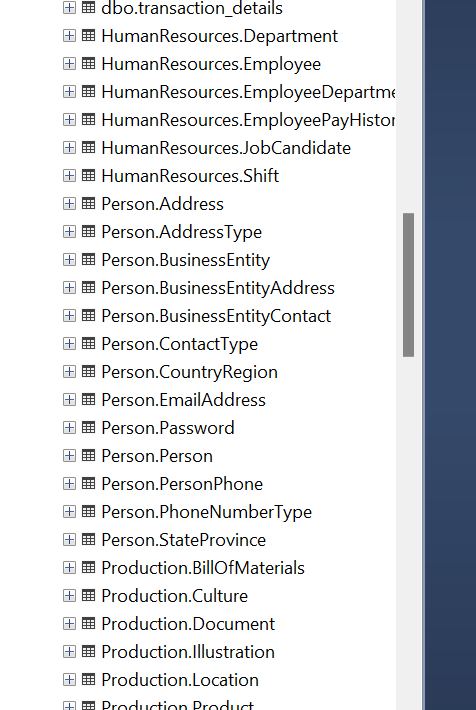 dbo.transaction_details
HumanResources.Department
HumanResources.Employee
HumanResources.EmployeeDepartme
HumanResources.EmployeePayHistor
HumanResources.JobCandidate
HumanResources.Shift
Person.Address
Person.AddressType
Person.BusinessEntity
Person.BusinessEntityAddress
Person.BusinessEntityContact
Person.ContactType
Person.CountryRegion
Person.EmailAddress
Person.Password
Person.Person
Person.PersonPhone
Person.PhoneNumberType
Person.StateProvince
Production.BillOfMaterials
Production.Culture
Production.Document
Production.Illustration
Production.Location
Production.Product